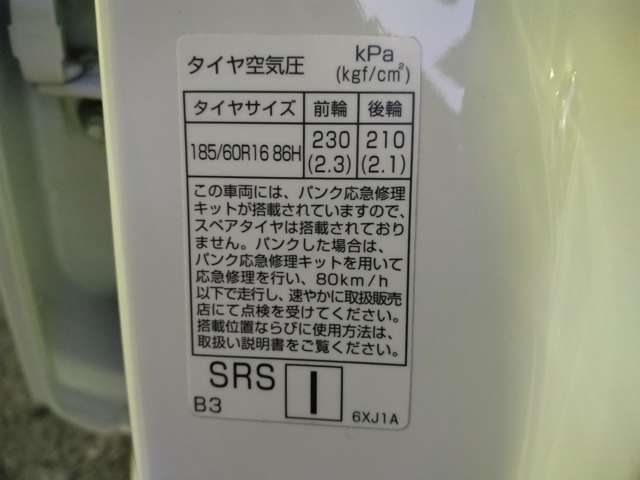 タイヤ空気圧 kPa
(kgf/cm²)
タイヤサイズ 前輪 後輪
185/60R16 86H 230 210
(2.3) (2.1)
この車両には、パンク応急修理
キットが搭載されていますので、
スペアタイヤは搭載されており
ません。パンクした場合は、
パンク応急修理キットを用いて
応急修理を行い、80km/h
以下で走行し、速やかに取扱販売
店にて点検を受けてください。
搭載位置ならびに使用方法は、
取扱い説明書をご覧ください。
SRS I
B3 6XJ1A